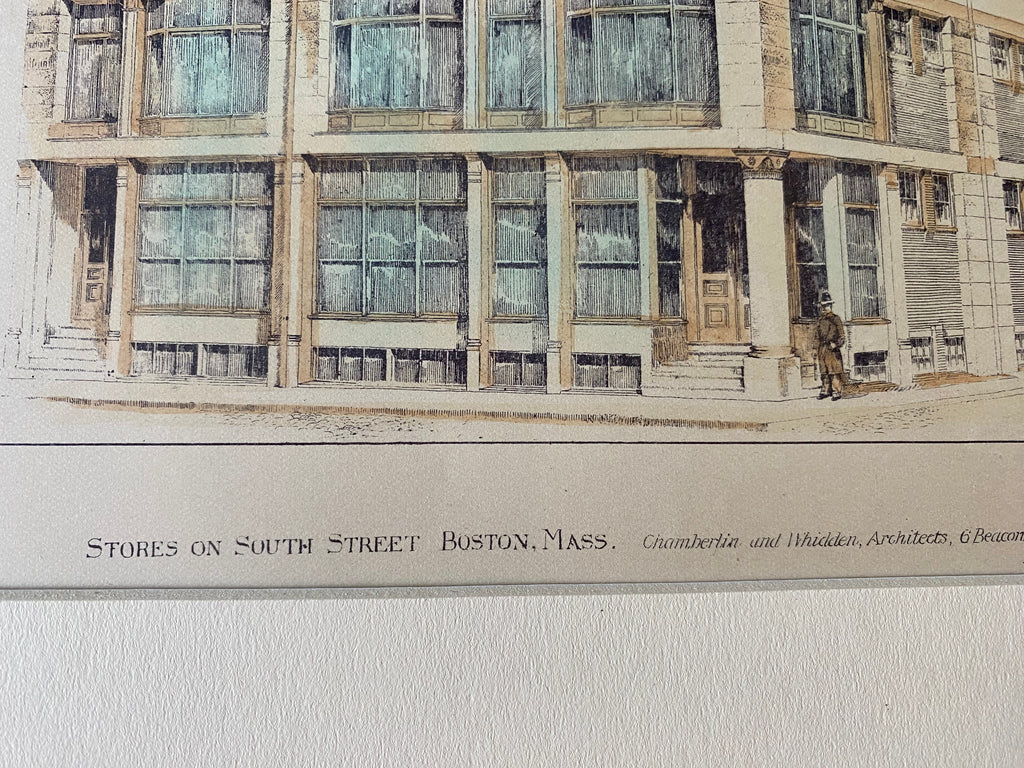 STORES ON SOUTH STREET BOSTON, MASS. Chamberlin and Whidden, Architects, 6 Beacon